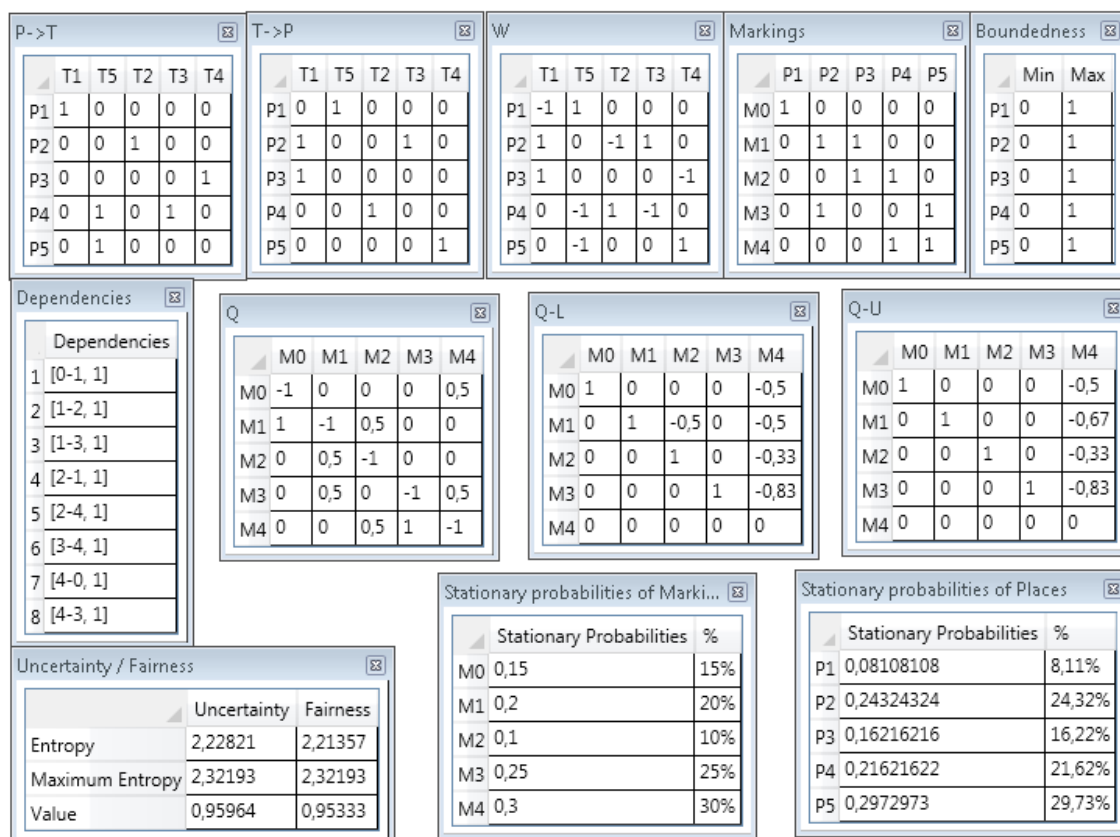 P->T
T1 T5 T2 T3 T4
P1 1 0 0 0 0
P2 0 0 1 0 0
P3 0 0 0 0 1
P4 0 1 0 1 0
P5 0 1 0 0 0
T->P
T1 T5 T2 T3 T4
P1 0 1 0 0 0
P2 1 0 0 1 0
P3 1 0 0 0 0
P4 0 0 1 0 0
P5 0 0 0 0 1
W
T1 T5 T2 T3 T4
P1 -1 1 0 0 0
P2 1 0 -1 1 0
P3 1 0 0 0 -1
P4 0 -1 1 -1 0
P5 0 -1 0 0 1
Markings
P1 P2 P3 P4 P5
M0 1 0 0 0 0
M1 0 1 1 0 0
M2 0 0 1 1 0
M3 0 1 0 0 1
M4 0 0 0 1 1
Boundedness
Min Max
P1 0 1
P2 0 1
P3 0 1
P4 0 1
P5 0 1
Dependencies
Dependencies
1 [0-1, 1]
2 [1-2, 1]
3 [1-3, 1]
4 [2-1, 1]
5 [2-4, 1]
6 [3-4, 1]
7 [4-0, 1]
8 [4-3, 1]
Q
M0 M1 M2 M3 M4
M0 -1 0 0 0 0,5
M1 1 -1 0,5 0 0
M2 0 0,5 -1 0 0
M3 0 0,5 0 -1 0,5
M4 0 0 0,5 1 -1
Q-L
M0 M1 M2 M3 M4
M0 1 0 0 0 -0,5
M1 0 1 -0,5 0 -0,5
M2 0 0 1 0 -0,33
M3 0 0 0 1 -0,83
M4 0 0 0 0 0
Q-U
M0 M1 M2 M3 M4
M0 1 0 0 0 -0,5
M1 0 1 0 0 -0,67
M2 0 0 1 0 -0,33
M3 0 0 0 1 -0,83
M4 0 0 0 0 0
Uncertainty / Fairness
Uncertainty Fairness
Entropy 2,22821 2,21357
Maximum Entropy 2,32193 2,32193
Value 0,95964 0,95333
Stationary probabilities of Marki...
Stationary Probabilities %
M0 0,15 15%
M1 0,2 20%
M2 0,1 10%
M3 0,25 25%
M4 0,3 30%
Stationary probabilities of Places
Stationary Probabilities %
P1 0,08108108 8,11%
P2 0,24324324 24,32%
P3 0,16216216 16,22%
P4 0,21621622 21,62%
P5 0,2972973 29,73%